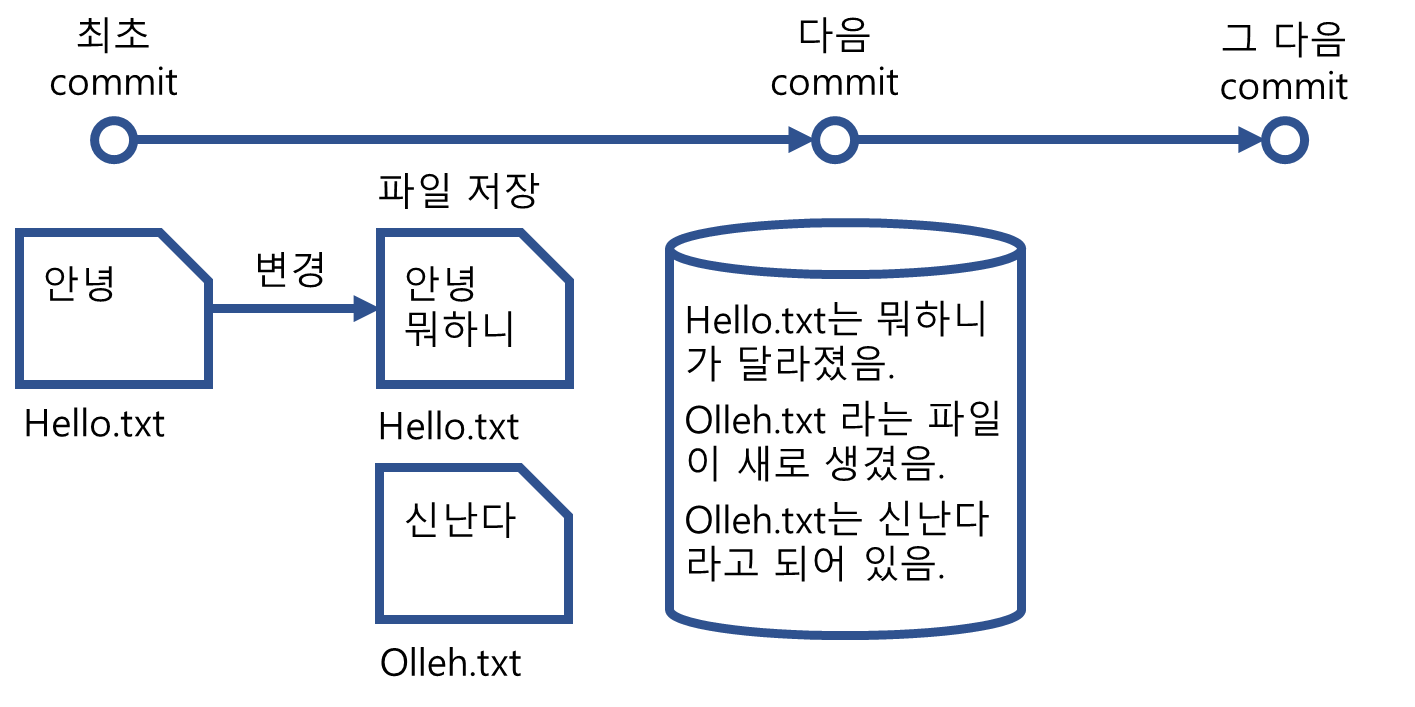 최초
commit
다음
commit
그 다음
commit
파일 저장
안녕
변경
안녕
뭐하니
Hello.txt
Hello.txt
신난다
Olleh.txt
Hello.txt는 뭐하니
가 달라졌음.
Olleh.txt 라는 파일
이 새로 생겼음.
Olleh.txt는 신난다
라고 되어 있음.